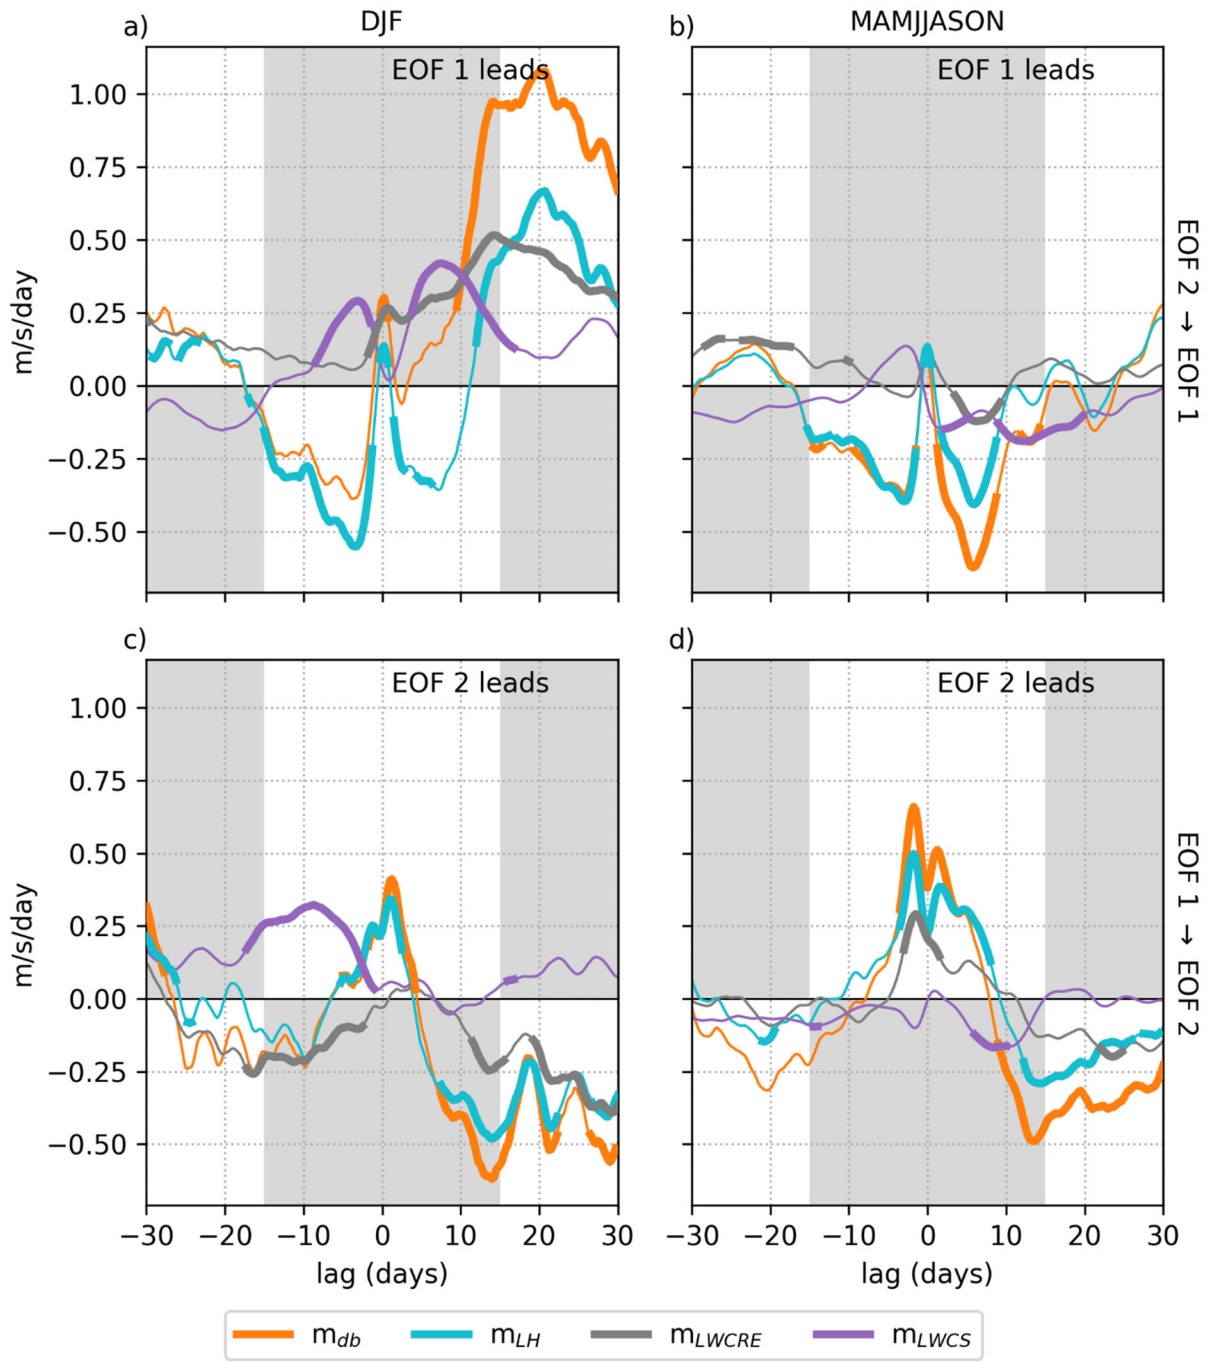 a) DJF
b) MAMJJASON
EOF 1 leads
EOF 1 leads
1.00
0.75
0.50
0.25
0.00
−0.25
−0.50
m/s/day
EOF 2 → EOF 1
c)
d)
EOF 2 leads
EOF 2 leads
1.00
0.75
0.50
0.25
0.00
−0.25
−0.50
m/s/day
EOF 1 → EOF 2
−30 −20 −10 0 10 20 30
−30 −20 −10 0 10 20 30
lag (days)
lag (days)
m_db m_LH m_LWCRE m_LWCS